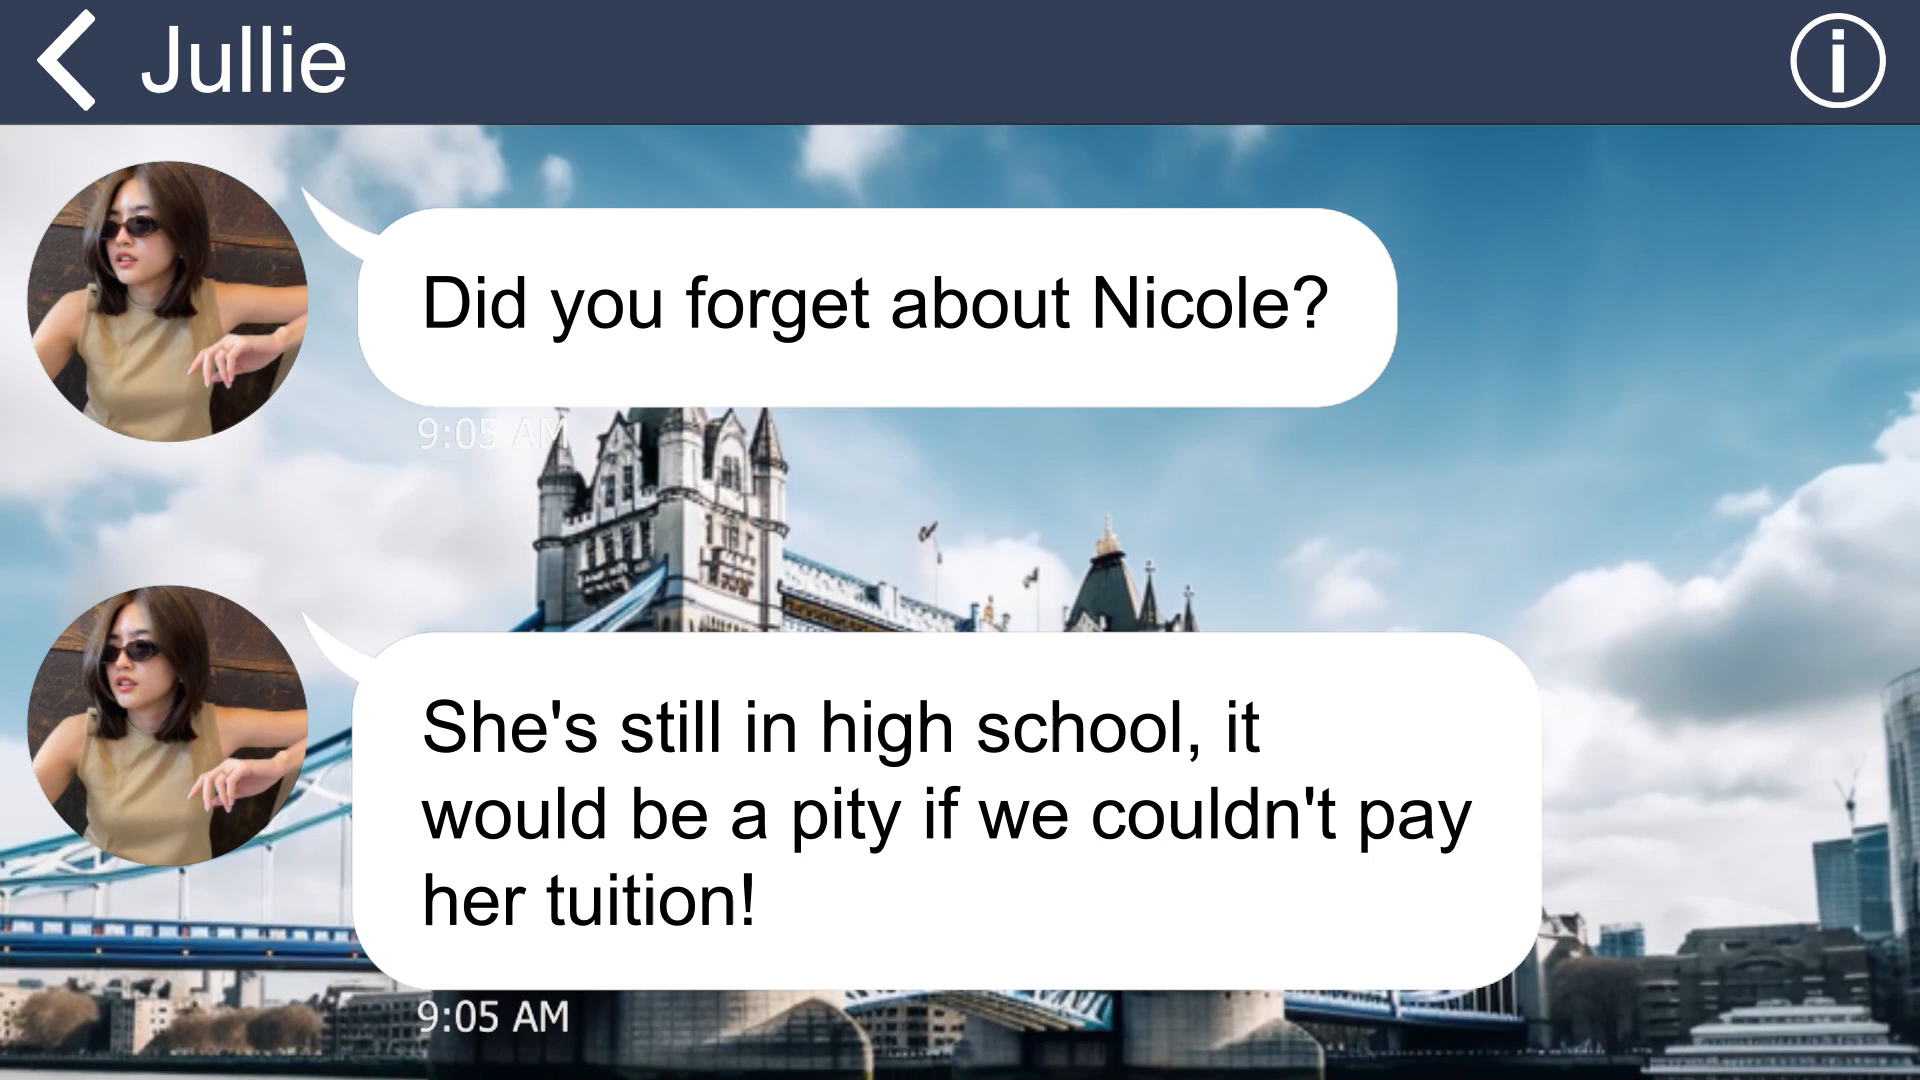 Jullie
Did you forget about Nicole?
9:05 AM
She's still in high school, it
would be a pity if we couldn't pay
her tuition!
9:05 AM